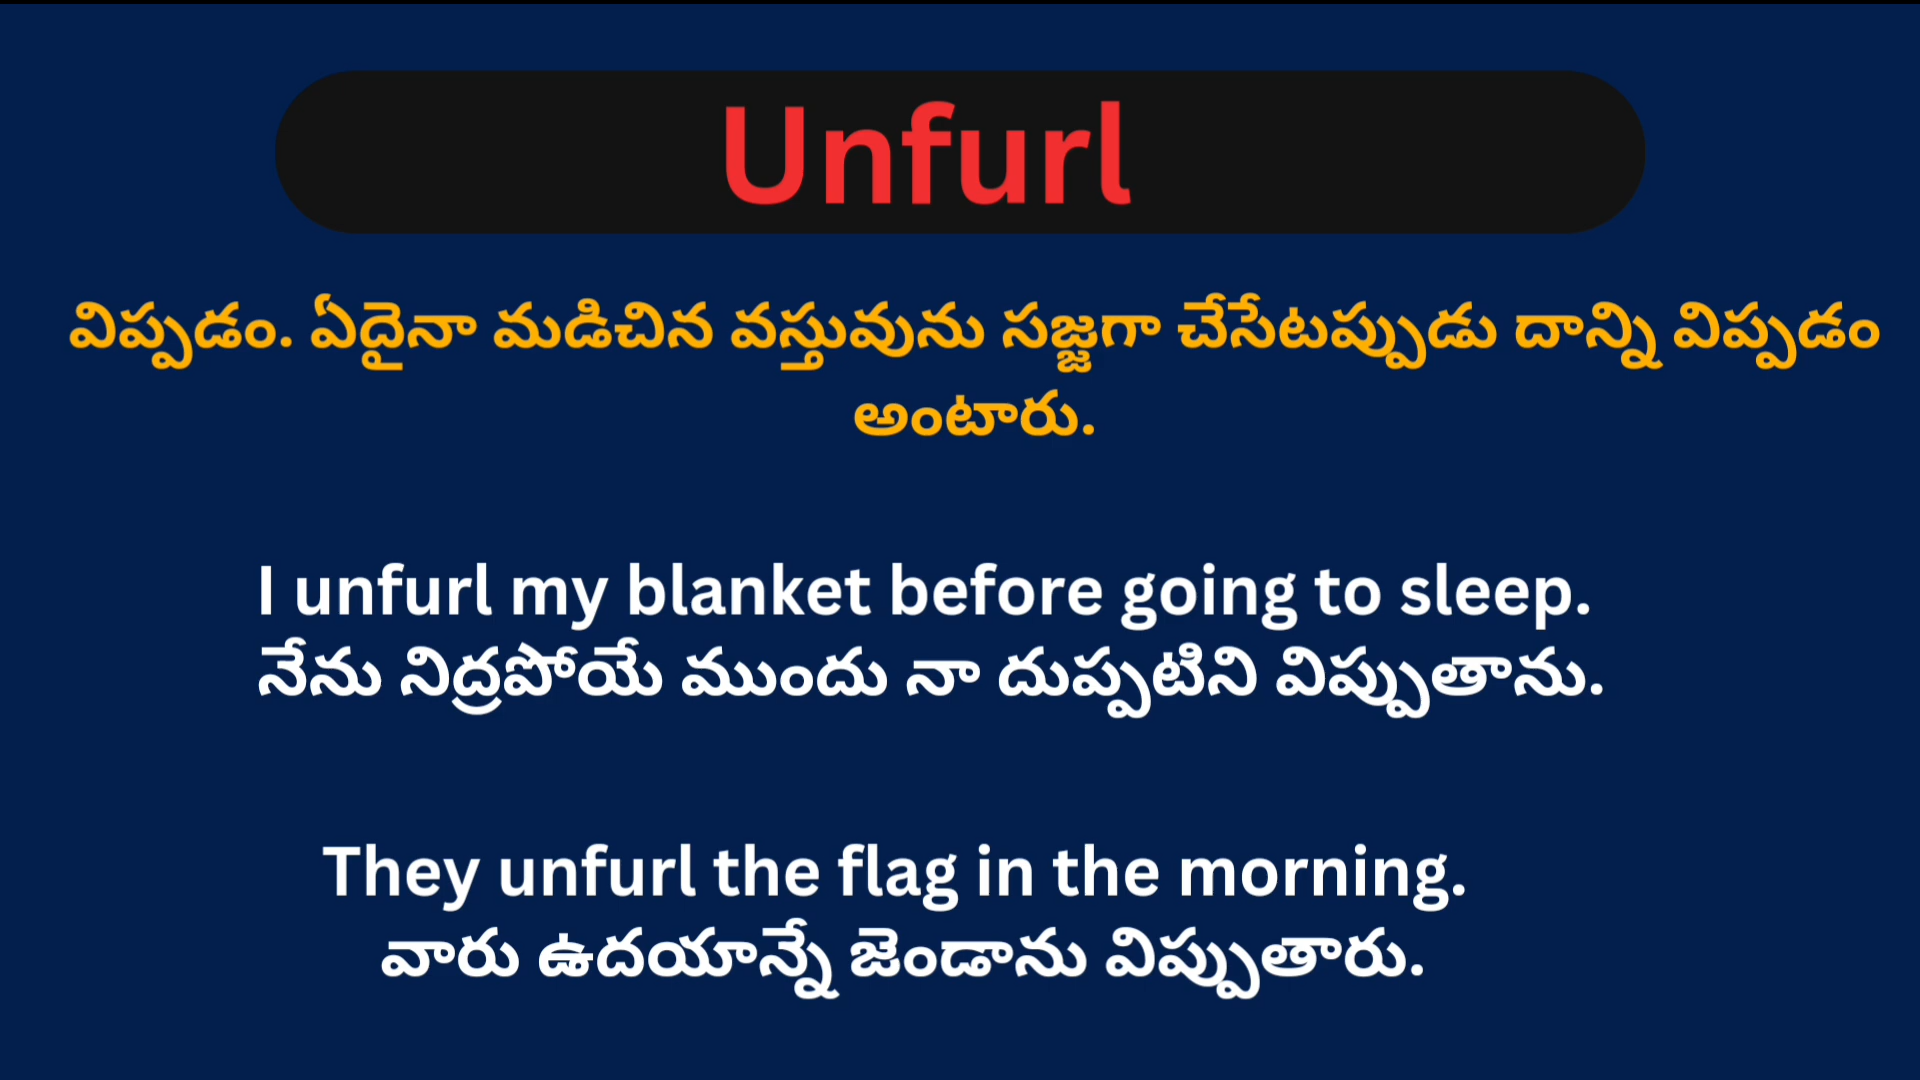 Unfurl
విప్పడం. ఏదైనా మడిచిన వస్తువును సజ్జగా చేసేటప్పుడు దాన్ని విప్పడం
అంటారు.
I unfurl my blanket before going to sleep.
నేను నిద్రపోయే ముందు నా దుప్పటిని విప్పుతాను.
They unfurl the flag in the morning.
వారు ఉదయాన్నే జెండాను విప్పుతారు.